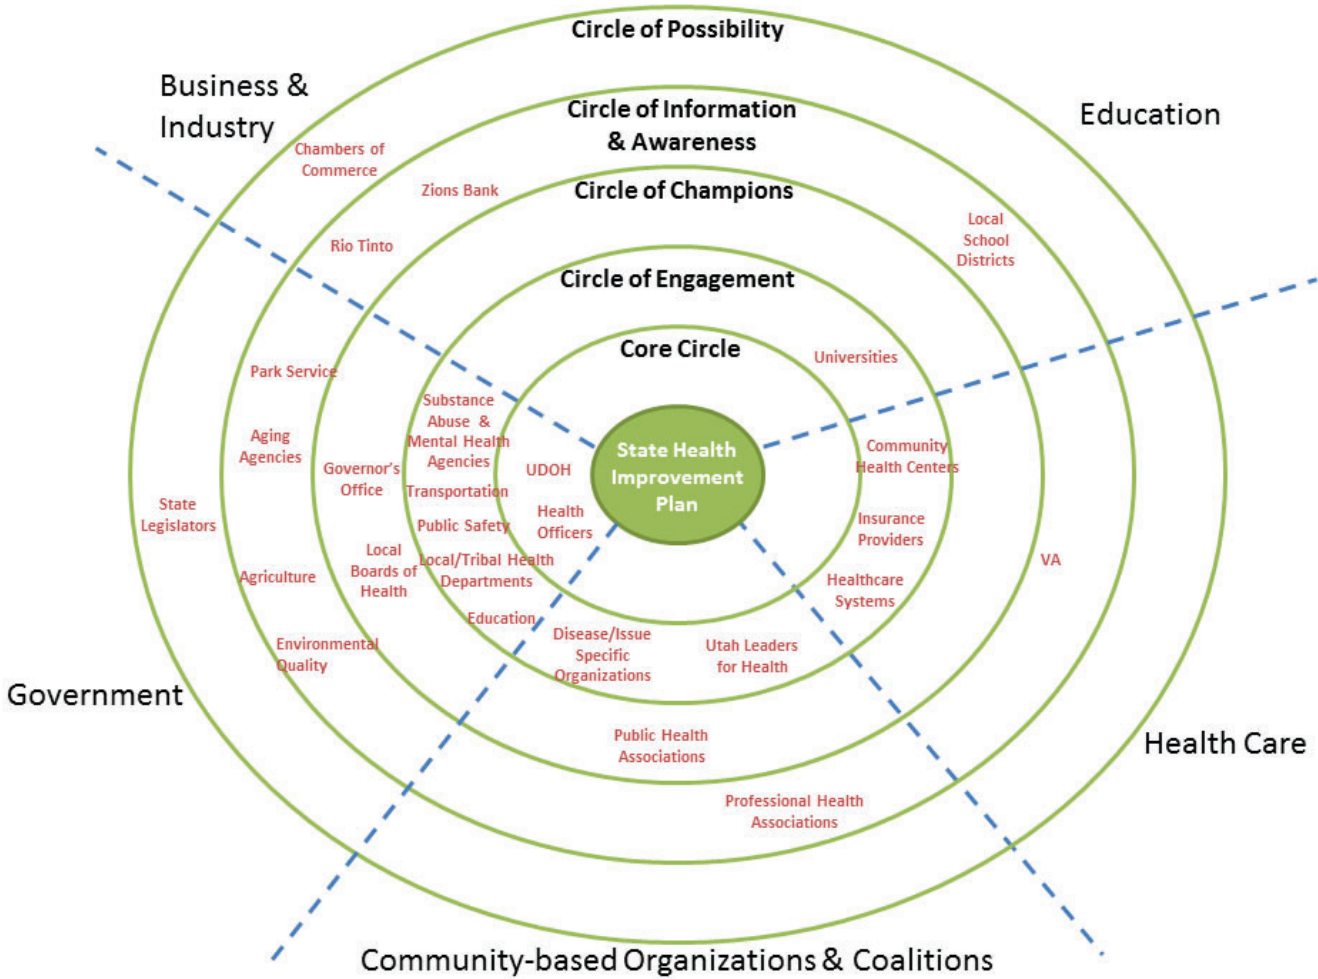 Circle of Possibility
Business &
Industry
Education
Circle of Information
& Awareness
Chambers of
Commerce
Zions Bank
Circle of Champions
Rio Tinto
Local
School
Districts
Circle of Engagement
Core Circle
Universities
Park Service
Substance
Abuse &
Mental Health
Agencies
Aging
Agencies
Governor's
Office
UDOH
State Health
Improvement
Plan
Community
Health Centers
Transportation
State
Legislators
Public Safety
Health
Officers
Insurance
Providers
Local
Boards of
Health
Local/Tribal Health
Departments
VA
Agriculture
Healthcare
Systems
Education
Environmental
Quality
Disease/Issue
Specific
Organizations
Utah Leaders
for Health
Government
Public Health
Associations
Health Care
Professional Health
Associations
Community-based Organizations & Coalitions